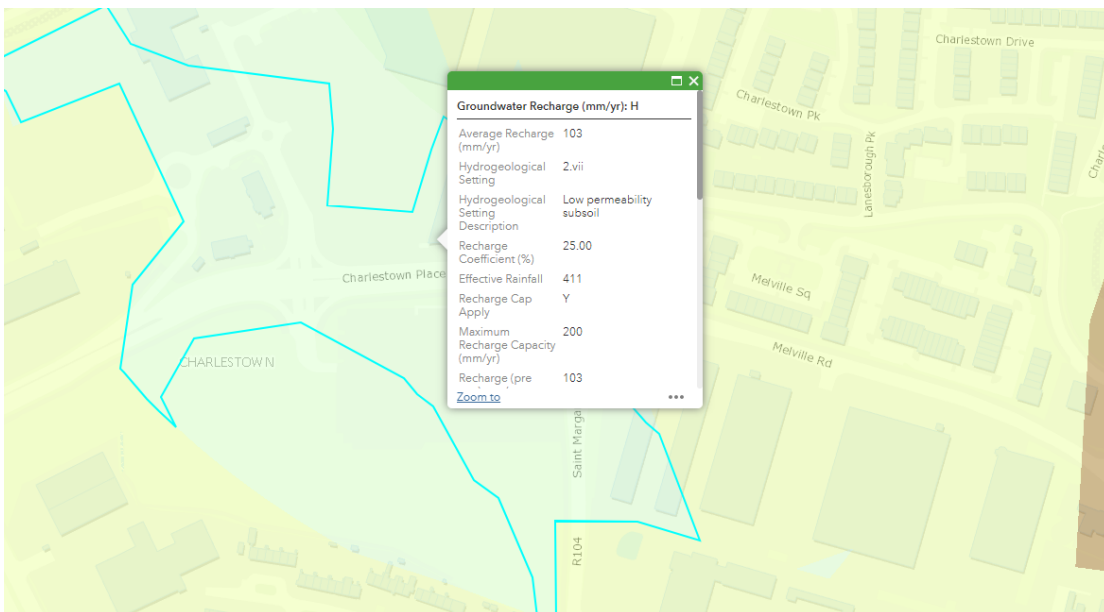 Charlestown Drive
Groundwater Recharge (mm/yr): H
Average Recharge 103
(mm/yr)
Hydrogeological 2.vii
Setting
Hydrogeological Low permeability
Setting subsoil
Description
Recharge 25.00
Coefficient (%)
Effective Rainfall 411
Recharge Cap Y
Apply
Maximum 200
Recharge Capacity
(mm/yr)
Recharge (pre 103
Zoom to
Charlestown Pk
Lanesborough Pk
Charle
Charlestown Place
Melville Sq
Melville Rd
CHARLESTOWN
Saint Marga
R104